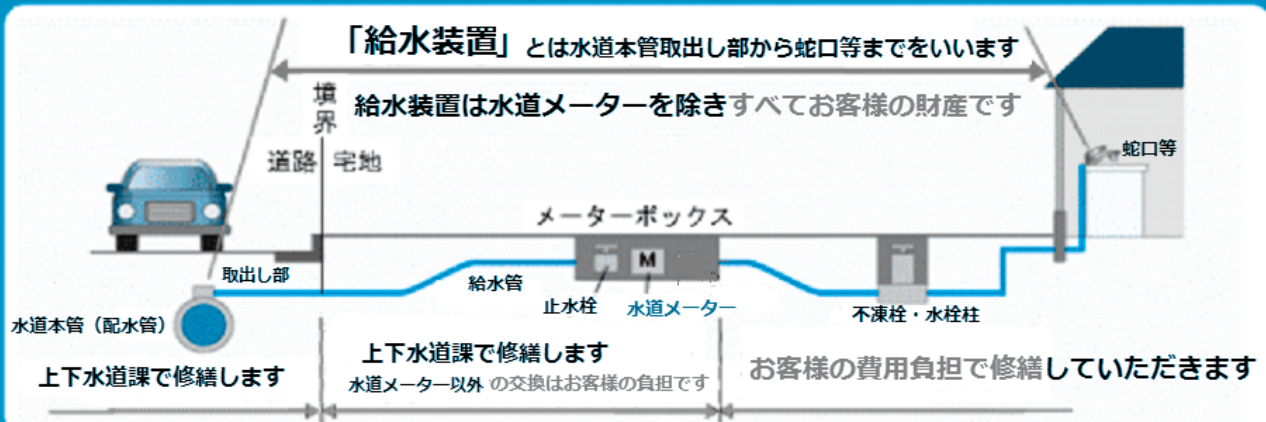 「給水装置」とは水道本管取出し部から蛇口等までをいいます
給水装置は水道メーターを除きすべてお客様の財産です
境界
道路 宅地
蛇口等
メーターボックス
取出し部
給水管
M
止水栓
水道メーター
不凍栓・水栓柱
水道本管（配水管）
上下水道課で修繕します
上下水道課で修繕します
水道メーター以外の交換はお客様の負担です
お客様の費用負担で修繕していただきます